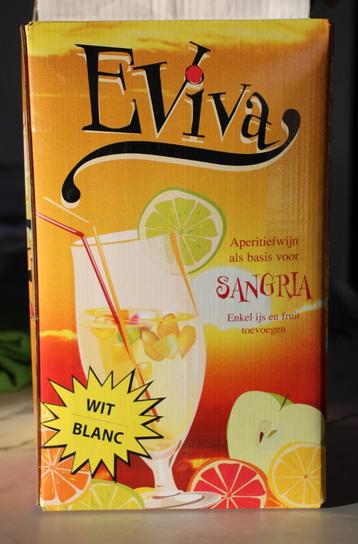 Eviva
Aperitiefwijn
als basis voor
SANGRIA
Enkel ijs en fruit
toevoegen
WIT
BLANC